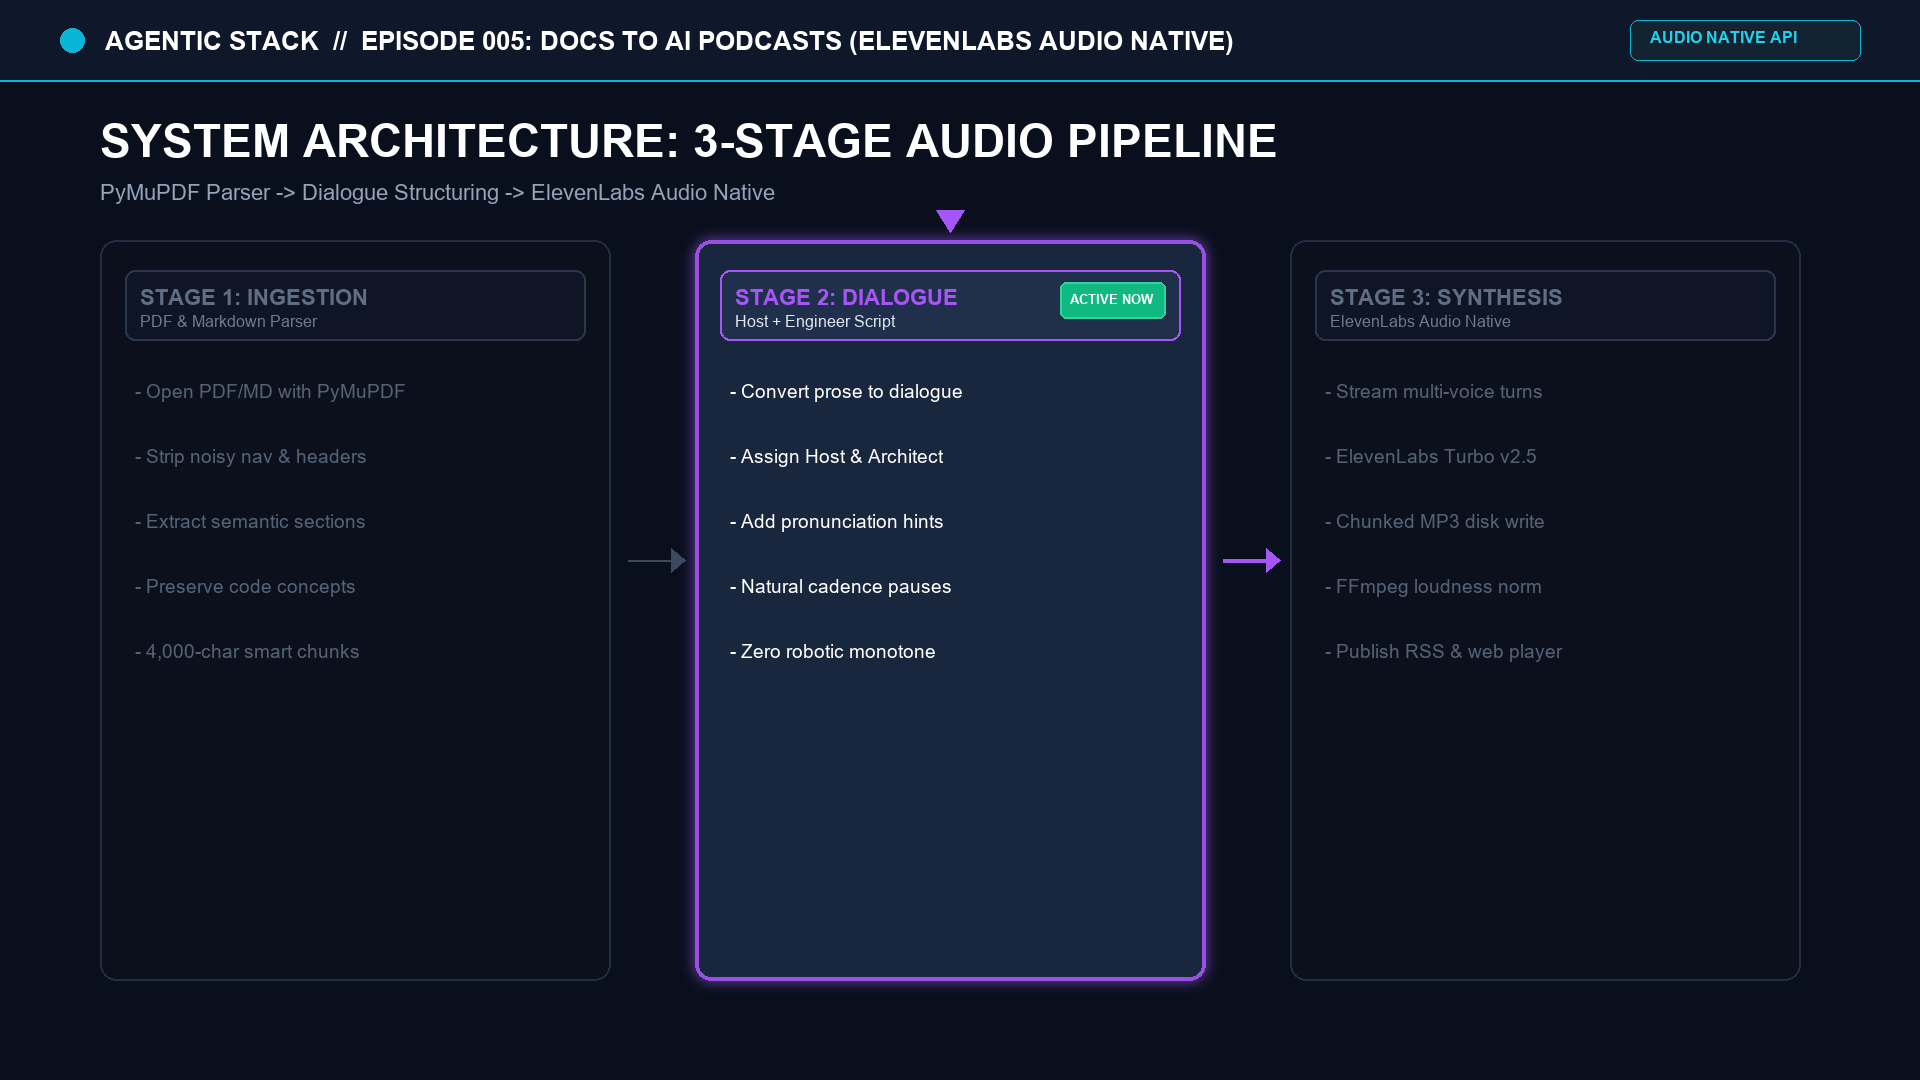 AGENTIC STACK // EPISODE 005: DOCS TO AI PODCASTS (ELEVENLABS AUDIO NATIVE)
AUDIO NATIVE API
SYSTEM ARCHITECTURE: 3-STAGE AUDIO PIPELINE
PyMuPDF Parser -> Dialogue Structuring -> ElevenLabs Audio Native
STAGE 1: INGESTION
PDF & Markdown Parser
- Open PDF/MD with PyMuPDF
- Strip noisy nav & headers
- Extract semantic sections
- Preserve code concepts
- 4,000-char smart chunks
STAGE 2: DIALOGUE
ACTIVE NOW
Host + Engineer Script
- Convert prose to dialogue
- Assign Host & Architect
- Add pronunciation hints
- Natural cadence pauses
- Zero robotic monotone
STAGE 3: SYNTHESIS
ElevenLabs Audio Native
- Stream multi-voice turns
- ElevenLabs Turbo v2.5
- Chunked MP3 disk write
- FFmpeg loudness norm
- Publish RSS & web player